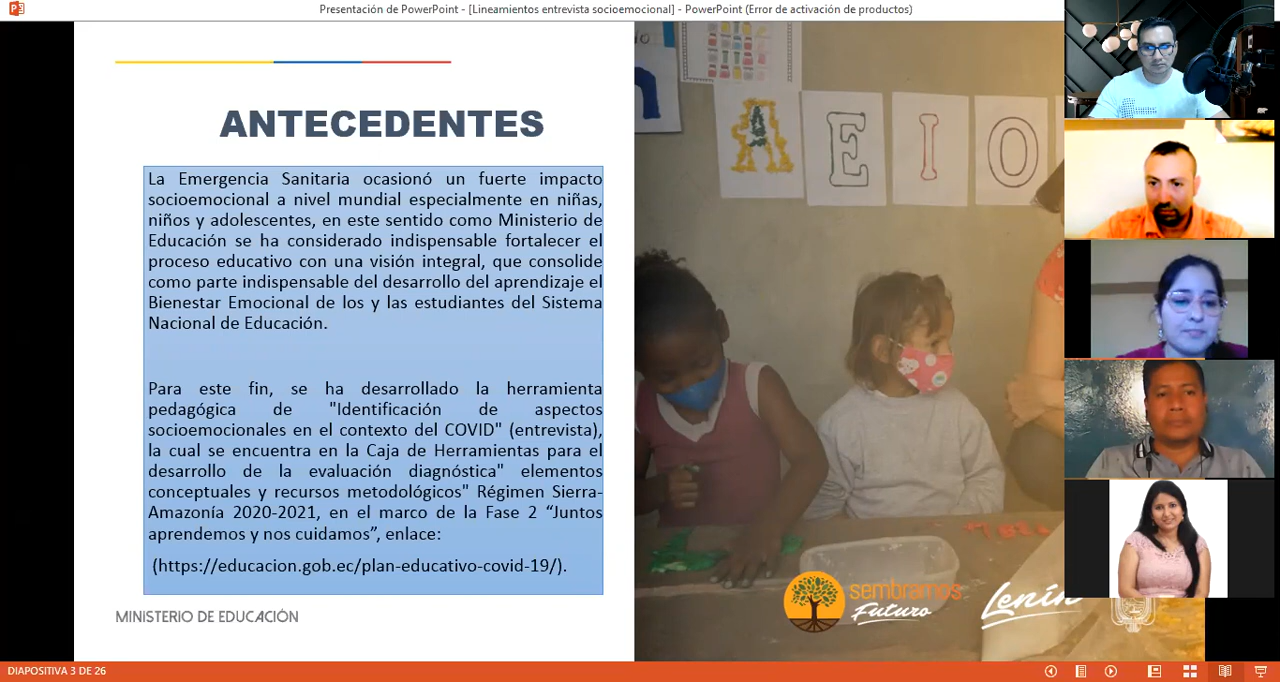 Presentación de PowerPoint - [Lineamientos entrevista socioemocional] - PowerPoint (Error de activación de productos)
ANTECEDENTES
La Emergencia Sanitaria ocasionó un fuerte impacto
socioemocional a nivel mundial especialmente en niñas,
niños y adolescentes, en este sentido como Ministerio de
Educación se ha considerado indispensable fortalecer el
proceso educativo con una visión integral, que consolide
como parte indispensable del desarrollo del aprendizaje el
Bienestar Emocional de los y las estudiantes del Sistema
Nacional de Educación.
Para este fin, se ha desarrollado la herramienta
pedagógica de "Identificación de aspectos
socioemocionales en el contexto del COVID" (entrevista),
la cual se encuentra en la Caja de Herramientas para el
desarrollo de la evaluación diagnóstica" elementos
conceptuales y recursos metodológicos" Régimen Sierra-
Amazonía 2020-2021, en el marco de la Fase 2 “Juntos
aprendemos y nos cuidamos”, enlace:
(https://educacion.gob.ec/plan-educativo-covid-19/).
MINISTERIO DE EDUCACIÓN
A E I O
sembramos
Futuro
Lenín
DIAPOSITIVA 3 DE 26